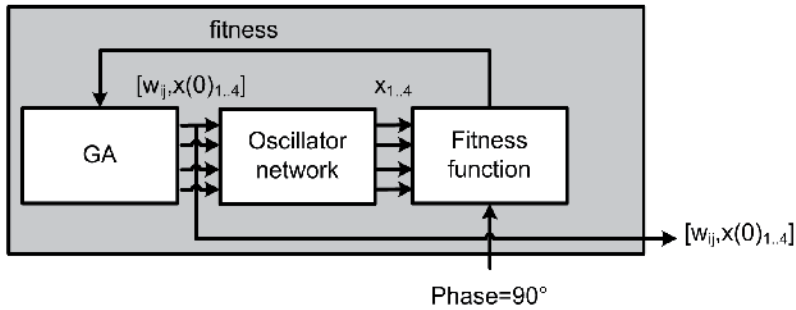 fitness
[wij,x(0)1..4]
x1..4
GA
Oscillator
network
Fitness
function
[wij,x(0)1..4]
Phase=90°